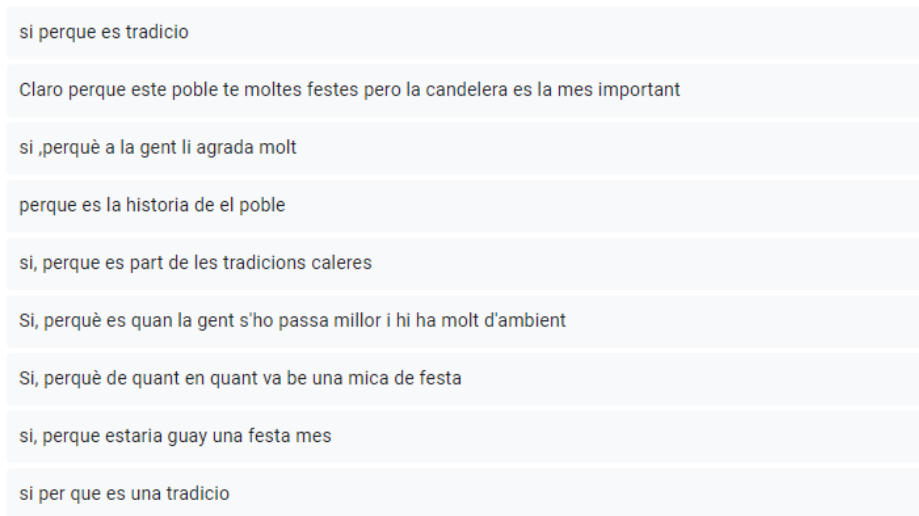 si perque es tradicio
Claro perque este poble te moltes festes pero la candelera es la mes important
si ,perquè a la gent li agrada molt
perque es la historia de el poble
si, perque es part de les tradicions caleres
Si, perquè es quan la gent s'ho passa millor i hi ha molt d'ambient
Si, perquè de quant en quant va be una mica de festa
si, perque estaria guay una festa mes
si per que es una tradicio